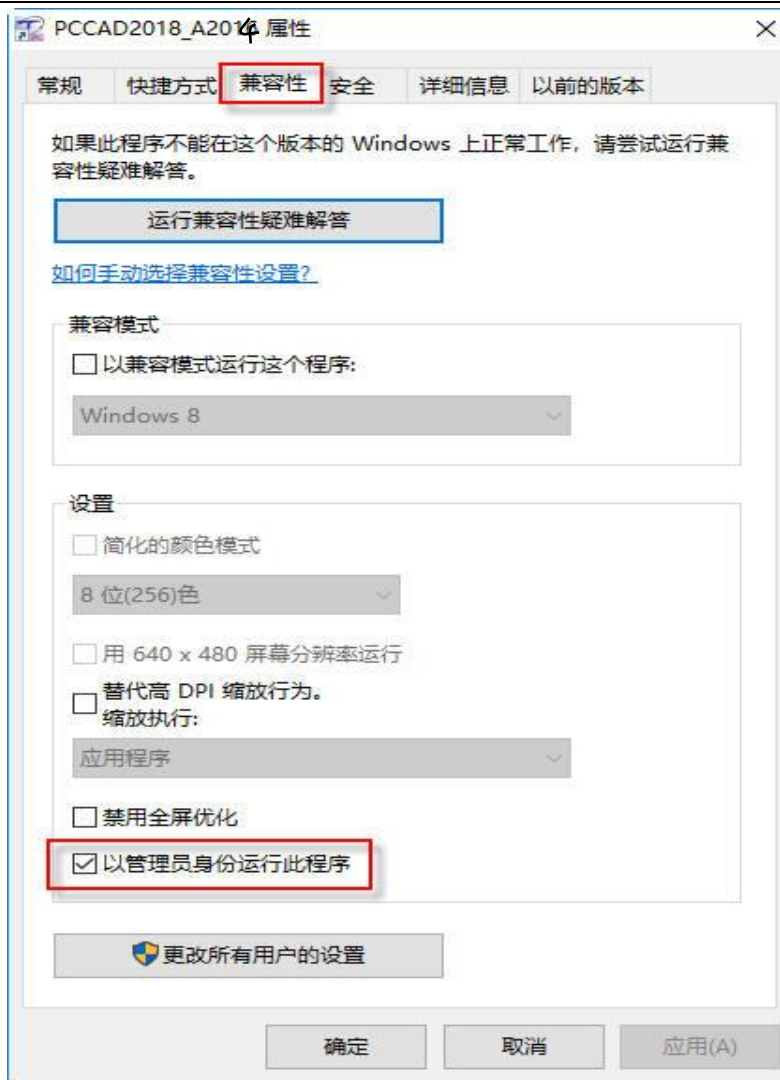 PCCAD2018_A2014 属性
常规 快捷方式 兼容性 安全 详细信息 以前的版本
如果此程序不能在这个版本的 Windows 上正常工作，请尝试运行兼
容性疑难解答。
运行兼容性疑难解答
如何手动选择兼容性设置?
兼容模式
以兼容模式运行这个程序:
Windows 8
设置
简化的颜色模式
8 位(256)色
用 640 x 480 屏幕分辨率运行
替代高 DPI 缩放行为。
缩放执行:
应用程序
禁用全屏优化
以管理员身份运行此程序
更改所有用户的设置
确定 取消 应用(A)